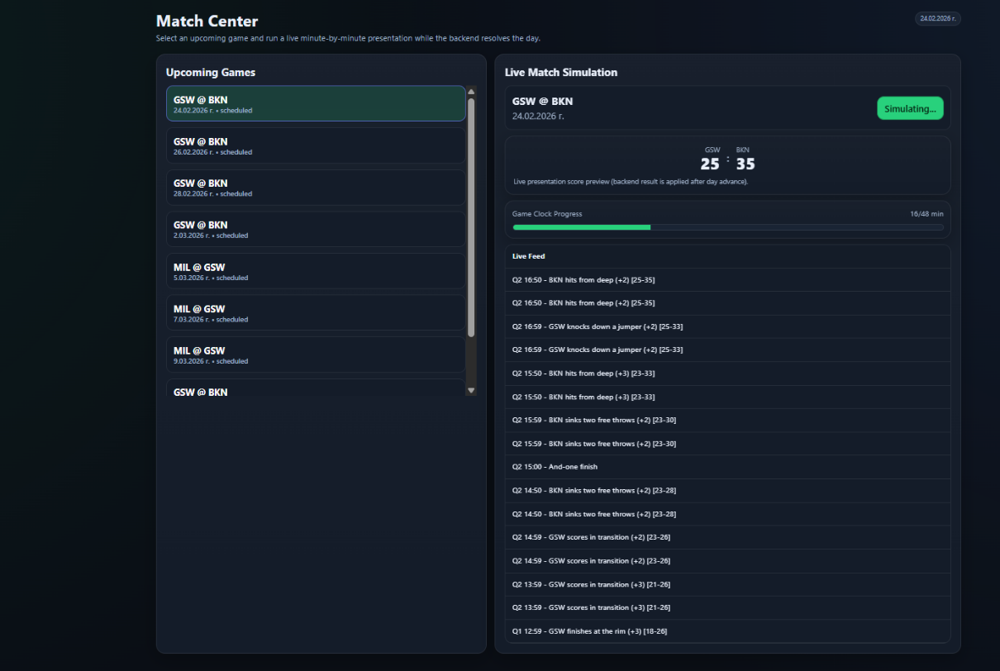 Match Center
24.02.2026 г.
Select an upcoming game and run a live minute-by-minute presentation while the backend resolves the day.
Upcoming Games
GSW @ BKN
24.02.2026 г. • scheduled
GSW @ BKN
26.02.2026 г. • scheduled
GSW @ BKN
28.02.2026 г. • scheduled
GSW @ BKN
2.03.2026 г. • scheduled
MIL @ GSW
5.03.2026 г. • scheduled
MIL @ GSW
7.03.2026 г. • scheduled
MIL @ GSW
9.03.2026 г. • scheduled
GSW @ BKN
Live Match Simulation
GSW @ BKN
24.02.2026 г.
Simulating...
GSW BKN
25 : 35
Live presentation score preview (backend result is applied after day advance).
Game Clock Progress 16/48 min
Live Feed
Q2 16:50 - BKN hits from deep (+2) [25-35]
Q2 16:50 - BKN hits from deep (+2) [25-35]
Q2 16:59 - GSW knocks down a jumper (+2) [25-33]
Q2 16:59 - GSW knocks down a jumper (+2) [25-33]
Q2 15:50 - BKN hits from deep (+3) [23-33]
Q2 15:50 - BKN hits from deep (+3) [23-33]
Q2 15:59 - BKN sinks two free throws (+2) [23-30]
Q2 15:59 - BKN sinks two free throws (+2) [23-30]
Q2 15:00 - And-one finish
Q2 14:50 - BKN sinks two free throws (+2) [23-28]
Q2 14:50 - BKN sinks two free throws (+2) [23-28]
Q2 14:59 - GSW scores in transition (+2) [23-26]
Q2 14:59 - GSW scores in transition (+2) [23-26]
Q2 13:59 - GSW scores in transition (+3) [21-26]
Q2 13:59 - GSW scores in transition (+3) [21-26]
Q1 12:59 - GSW finishes at the rim (+3) [18-26]